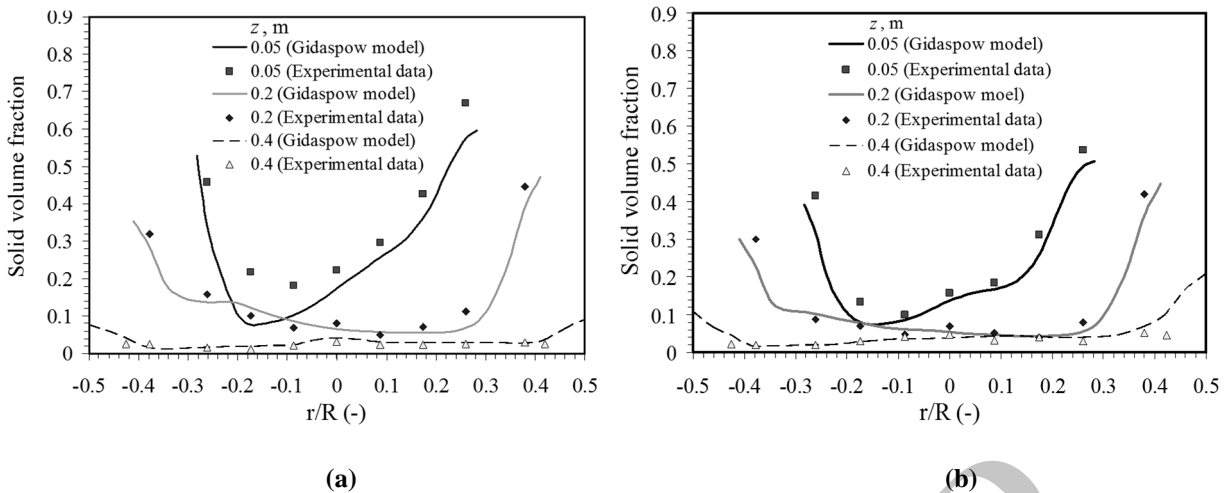 0.9
0.8
0.7
0.6
0.5
0.4
0.3
0.2
0.1
0
Solid volume fraction
z, m
0.05 (Gidaspow model)
0.05 (Experimental data)
0.2 (Gidaspow model)
0.2 (Experimental data)
0.4 (Gidaspow model)
0.4 (Experimental data)
-0.5 -0.4 -0.3 -0.2 -0.1 0 0.1 0.2 0.3 0.4 0.5
r/R (-)
(a)
0.9
0.8
0.7
0.6
0.5
0.4
0.3
0.2
0.1
0
Solid volume fraction
z, m
0.05 (Gidaspow model)
0.05 (Experimental data)
0.2 (Gidaspow moel)
0.2 (Experimental data)
0.4 (Gidaspow model)
0.4 (Experimental data)
-0.5 -0.4 -0.3 -0.2 -0.1 0 0.1 0.2 0.3 0.4 0.5
r/R (-)
(b)